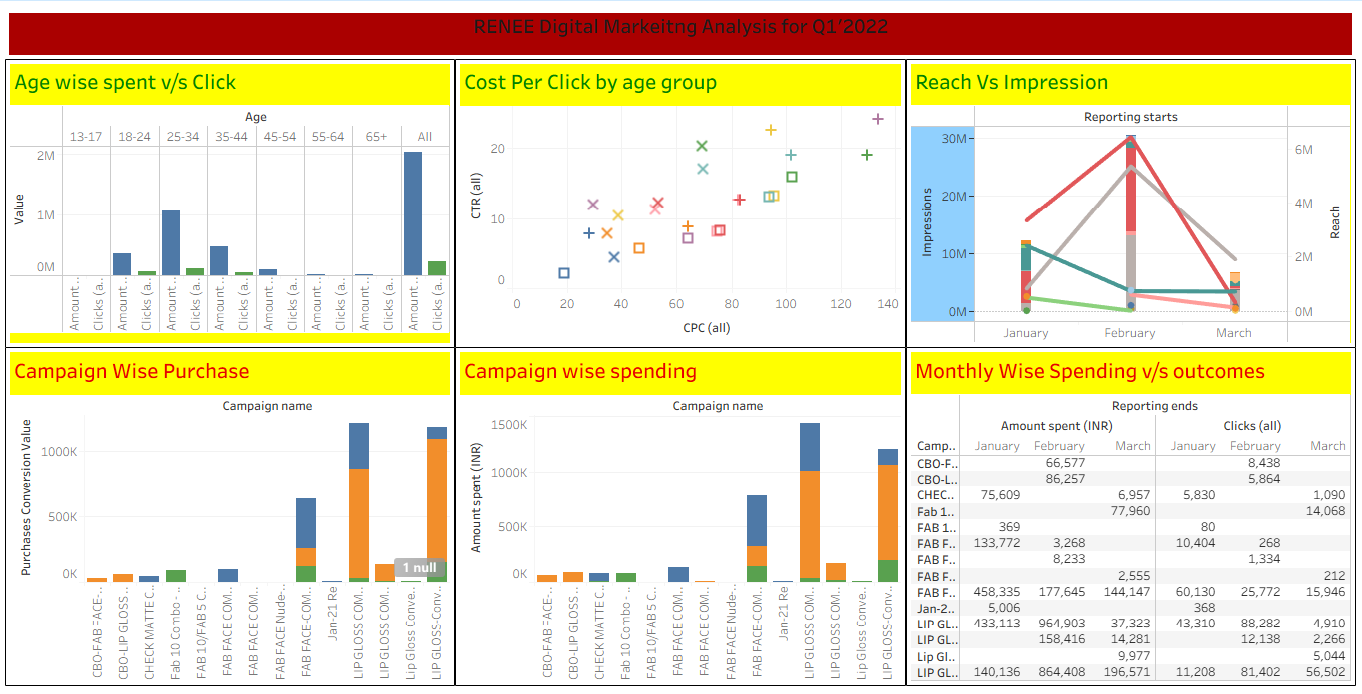 RENEE Digital Markeitng Analysis for Q1'2022
Age wise spent v/s Click
Age
13-17 18-24 25-34 35-44 45-54 55-64 65+ All
2M
1M
0M
Value
Amount.. Clicks (a.. Amount.. Clicks (a.. Amount.. Clicks (a.. Amount.. Clicks (a.. Amount.. Clicks (a.. Amount.. Clicks (a.. Amount.. Clicks (a.. Amount.. Clicks (a..
Cost Per Click by age group
20
10
0
CTR (all)
0 20 40 60 80 100 120 140
CPC (all)
Reach Vs Impression
Reporting starts
30M
20M
10M
0M
Impressions
6M
4M
2M
0M
Reach
January February March
Campaign Wise Purchase
Campaign name
1000K
500K
0K
Purchases Conversion Value
1 null
CBO-FAB FACE-..
CBO-LIP GLOSS..
CHECK MATTE C..
Fab 10 Combo - ..
FAB 10/FAB 5 C..
FAB FACE COM..
FAB FACE COM..
FAB FACE Nude-..
FAB FACE-COM..
Jan-21 Re
LIP GLOSS COM..
LIP GLOSS COM..
Lip Gloss Conve..
LIP GLOSS-Conv..
Campaign wise spending
Campaign name
1500K
1000K
500K
0K
Amount spent (INR)
CBO-FAB FACE-..
CBO-LIP GLOSS..
CHECK MATTE C..
Fab 10 Combo - ..
FAB 10/FAB 5 C..
FAB FACE COM..
FAB FACE COM..
FAB FACE Nude-..
FAB FACE-COM..
Jan-21 Re
LIP GLOSS COM..
LIP GLOSS COM..
Lip Gloss Conve..
LIP GLOSS-Conv..
Monthly Wise Spending v/s outcomes
Reporting ends
Amount spent (INR) Clicks (all)
Camp.. January February March January February March
CBO-F.. 66,577 8,438
CBO-L.. 86,257 5,864
CHEC.. 75,609 6,957 5,830 1,090
Fab 1.. 77,960 14,068
FAB 1.. 369 80
FAB F.. 133,772 3,268 10,404 268
FAB F.. 8,233 1,334
FAB F.. 2,555 212
FAB F.. 458,335 177,645 144,147 60,130 25,772 15,946
Jan-2.. 5,006 368
LIP GL.. 433,113 964,903 37,323 43,310 88,282 4,910
LIP GL.. 158,416 14,281 12,138 2,266
Lip Gl.. 9,977 5,044
LIP GL.. 140,136 864,408 196,571 11,208 81,402 56,502